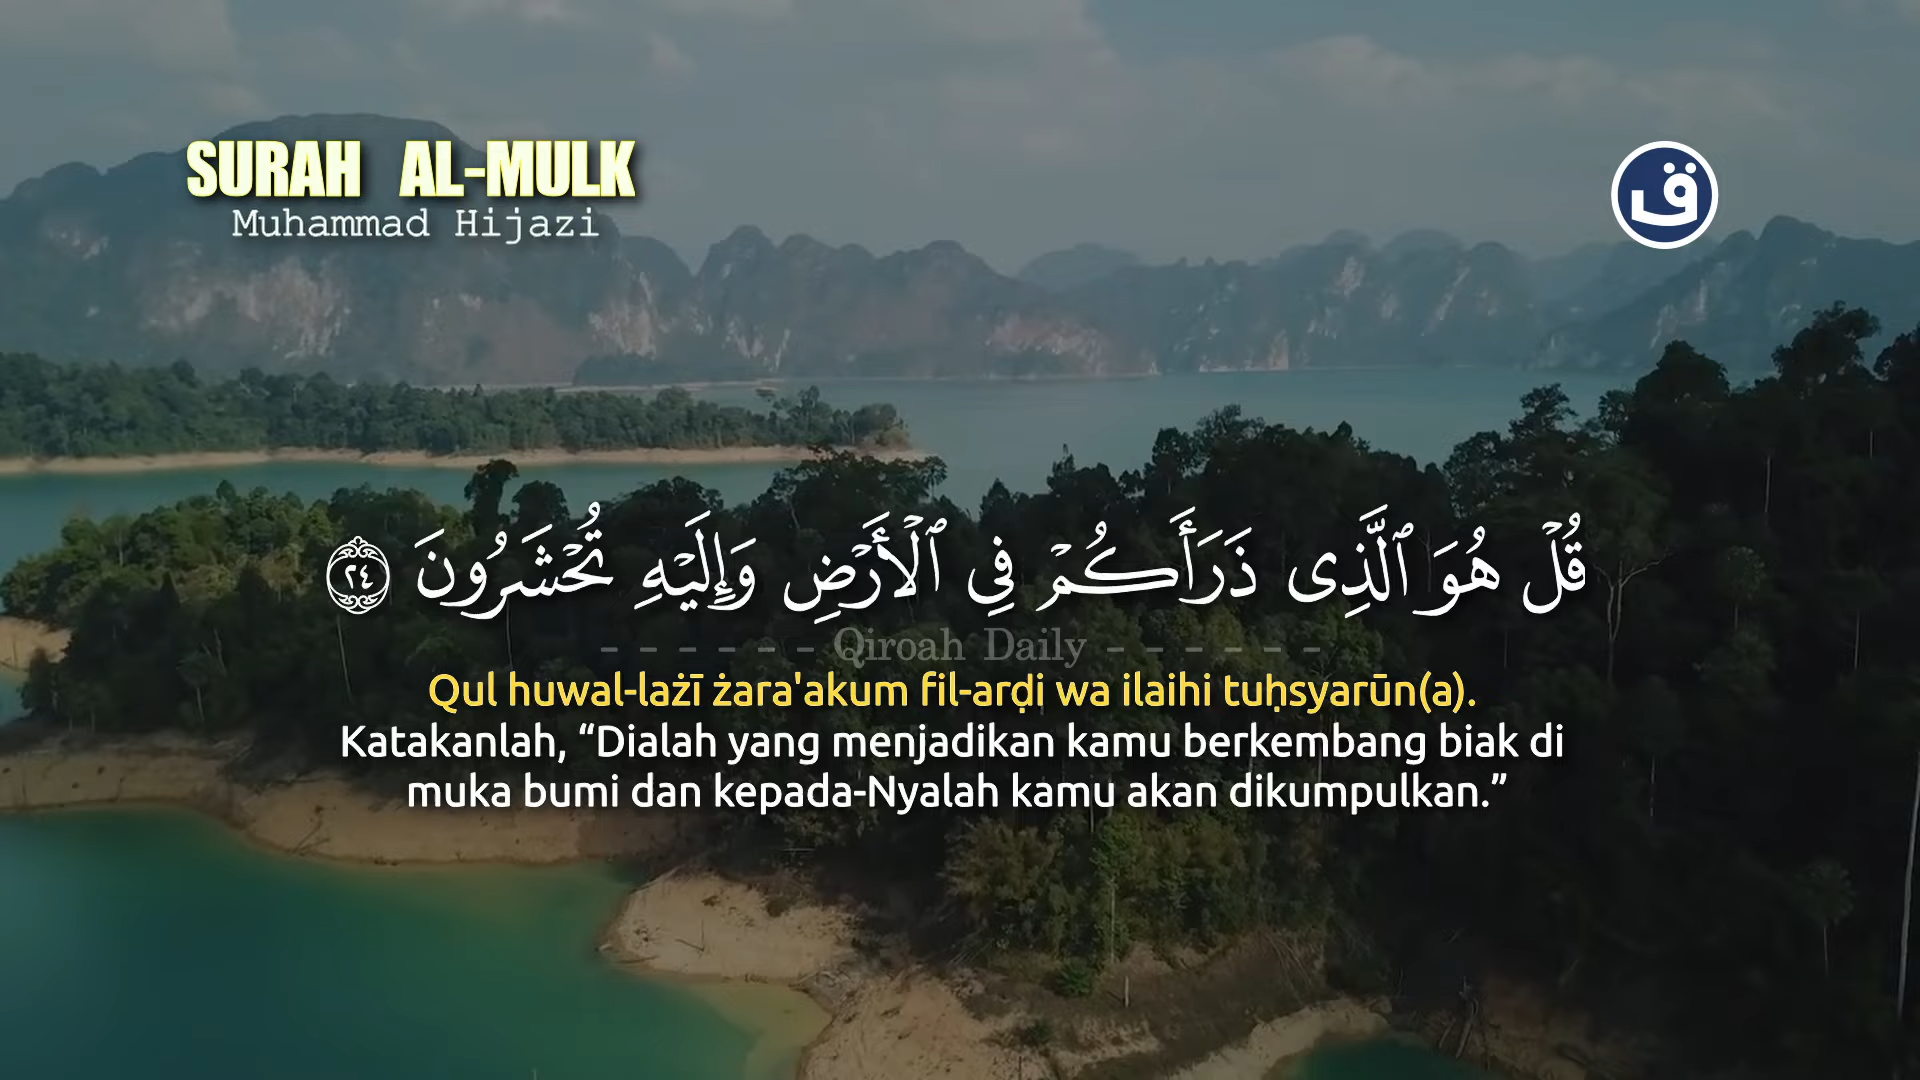 SURAH AL-MULK
Muhammad Hijazi
ق
قُلْ هُوَ ٱلَّذِى ذَرَأَكُمْ فِى ٱلْأَرْضِ وَإِلَيْهِ تُحْشَرُونَ ٢٤
- - - - - - Qiroah Daily - - - - - -
Qul huwal-lażī żara'akum fil-arḍi wa ilaihi tuḥsyarūn(a).
Katakanlah, “Dialah yang menjadikan kamu berkembang biak di
muka bumi dan kepada-Nyalah kamu akan dikumpulkan.”